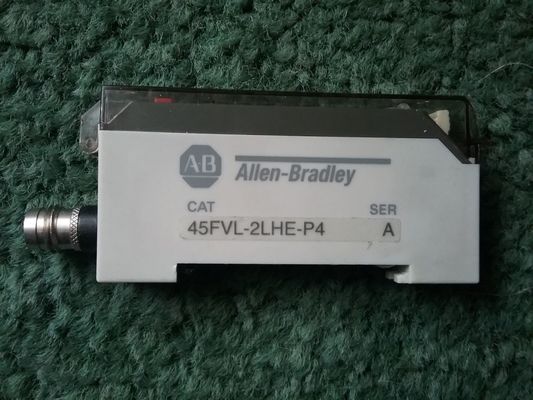 AB Allen-Bradley
CAT SER
45FVL-2LHE-P4 A